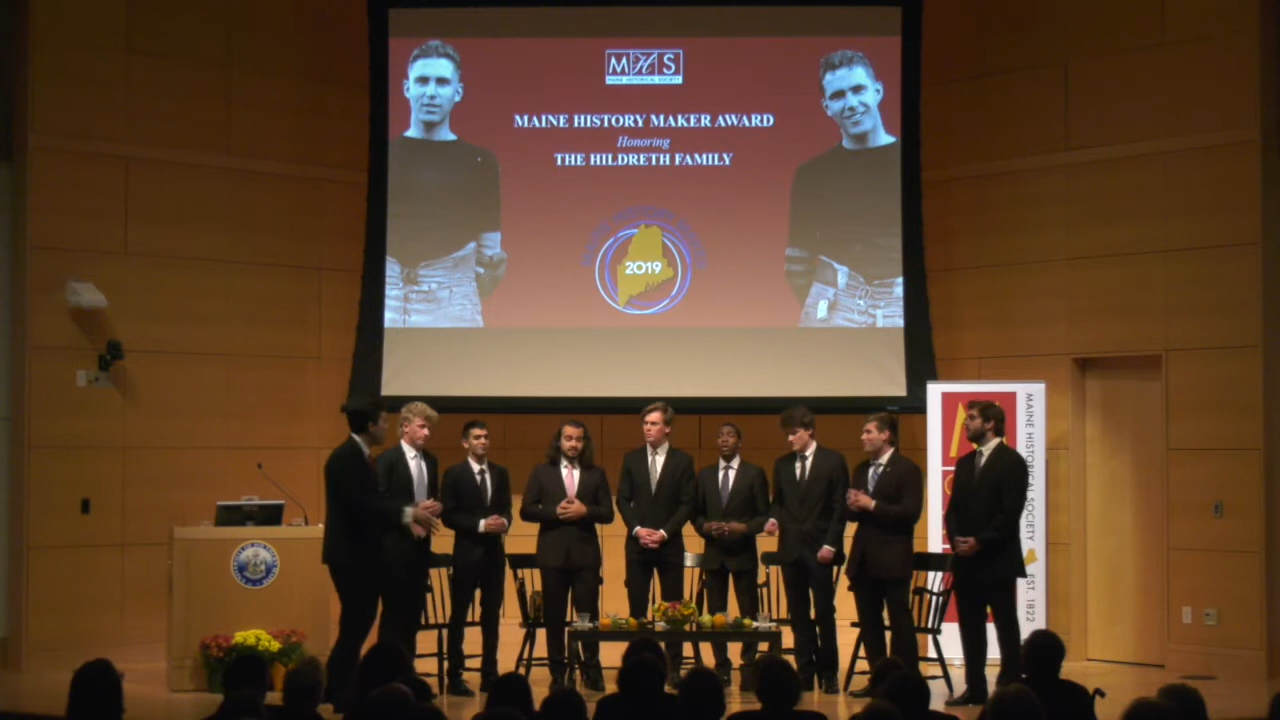 MHS
MAINE HISTORICAL SOCIETY
MAINE HISTORY MAKER AWARD
Honoring
THE HILDRETH FAMILY
2019
MAINE HISTORICAL SOCIETY EST. 1822